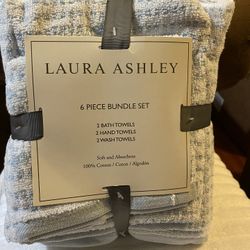 LAURA ASHLEY
6 PIECE BUNDLE SET
2 BATH TOWELS
2 HAND TOWELS
2 WASH TOWELS
Soft and Absorbent
100% Cotton / Coton / Algodón